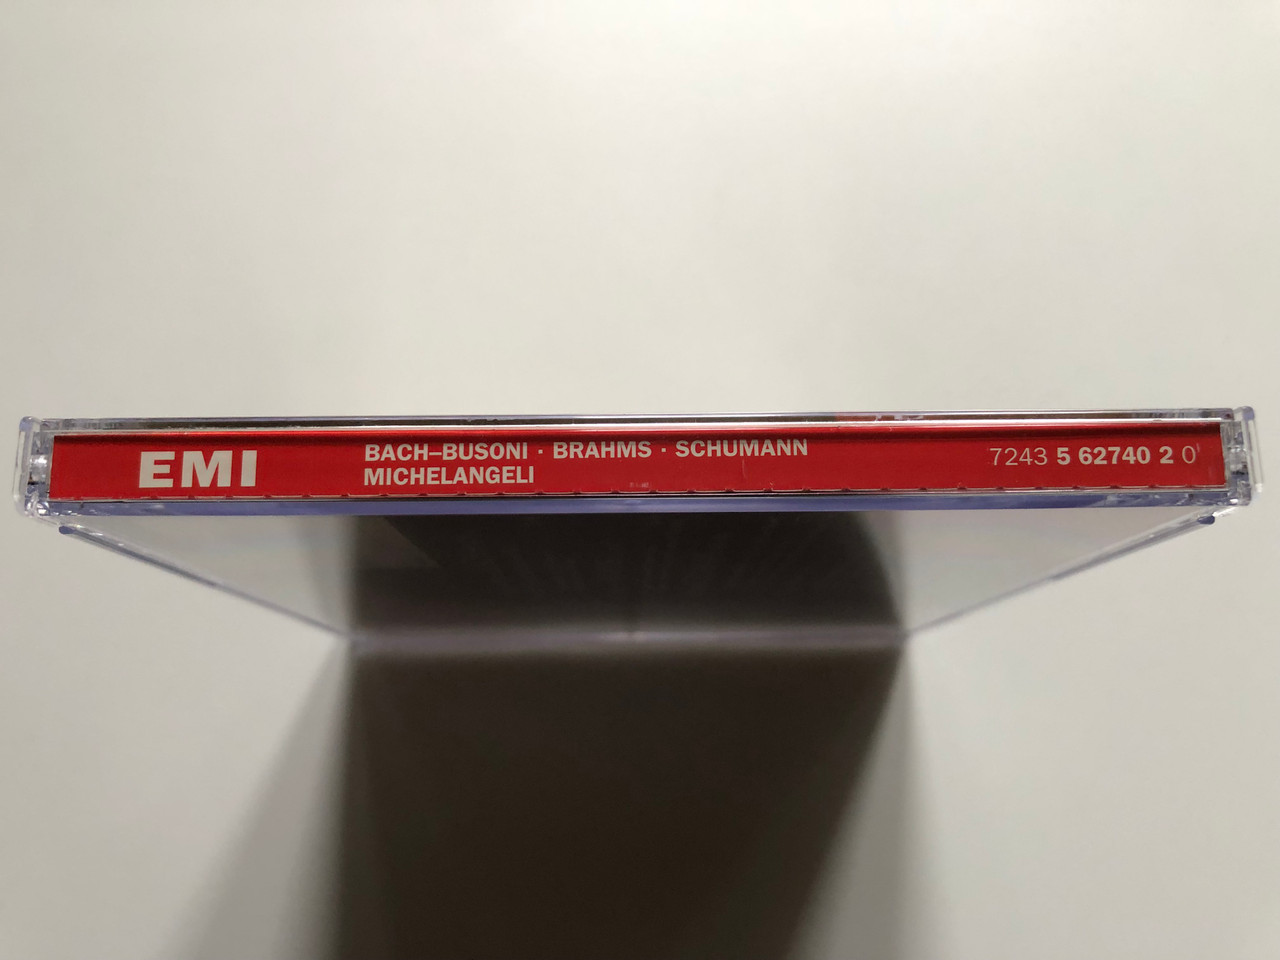 EMI
BACH–BUSONI · BRAHMS · SCHUMANN
MICHELANGELI
7243 5 62740 2 0